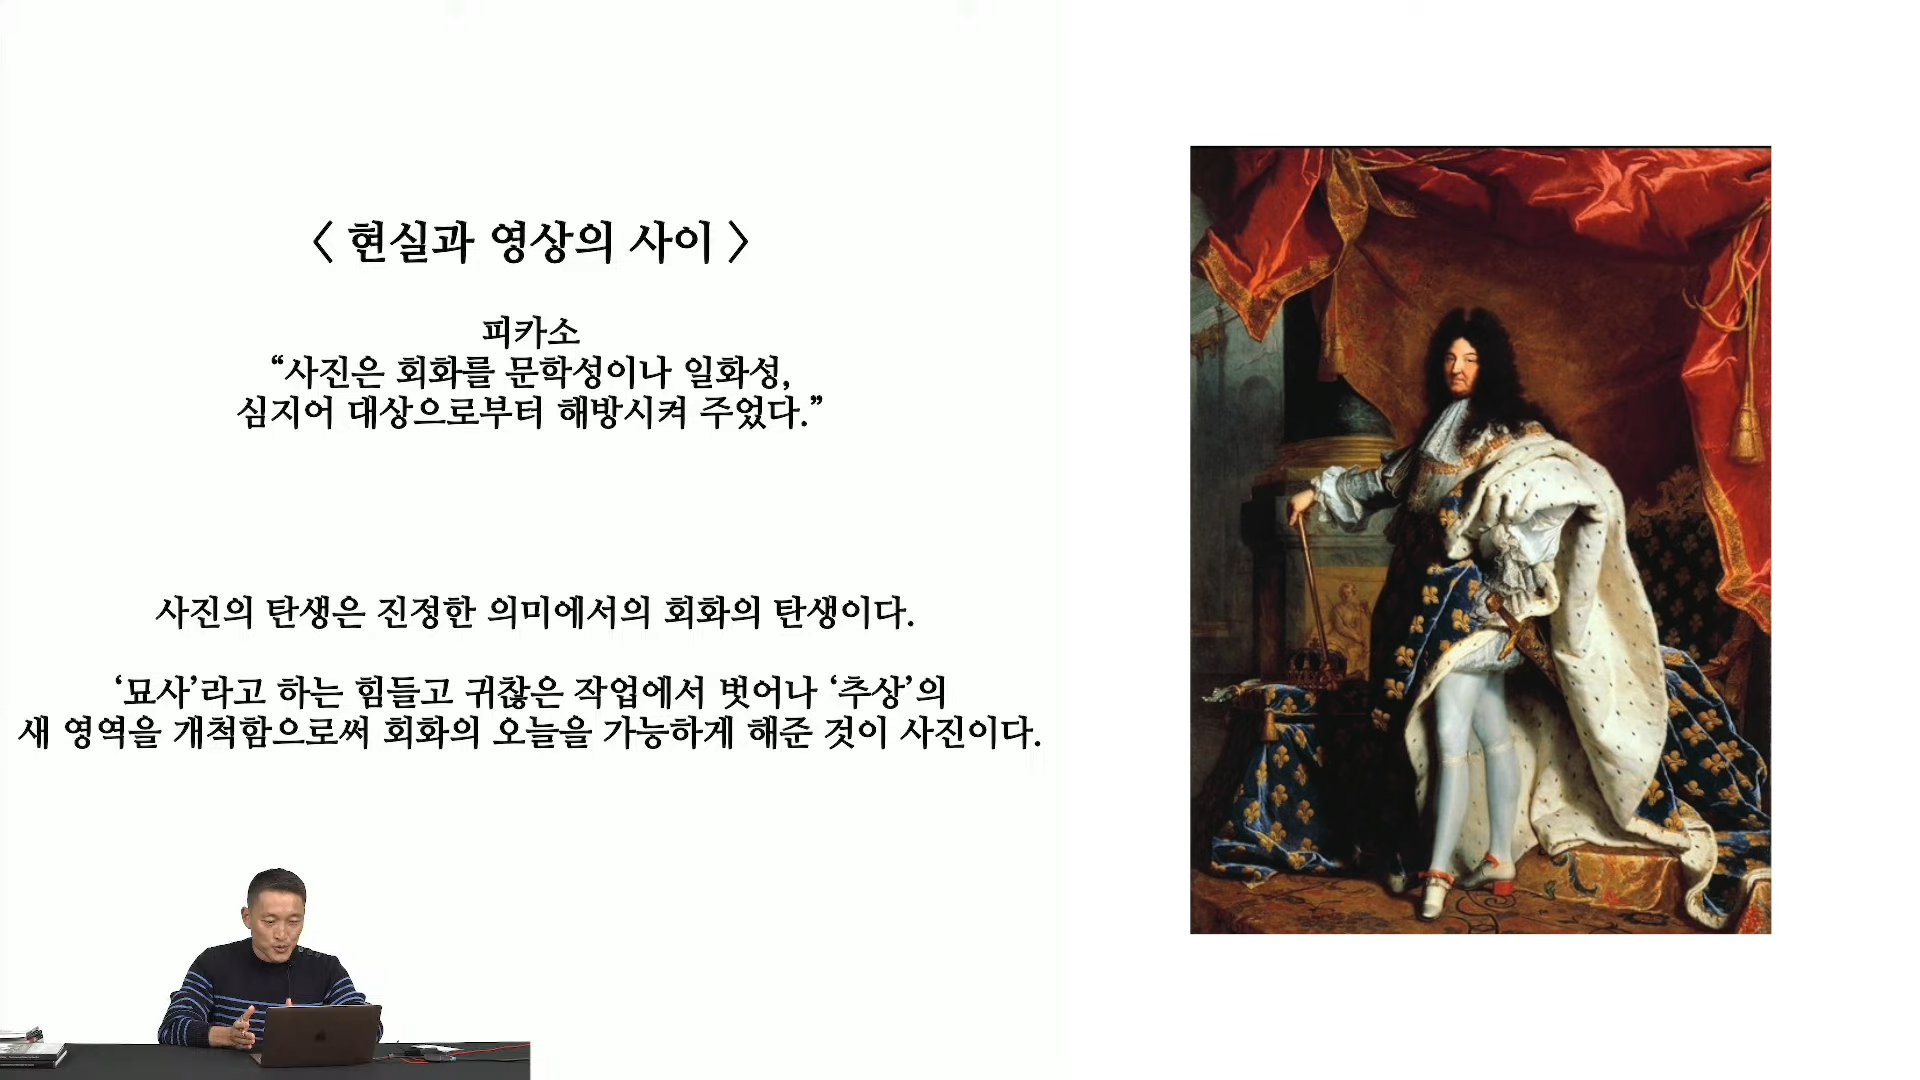 〈 현실과 영상의 사이 〉
피카소
“사진은 회화를 문학성이나 일화성,
심지어 대상으로부터 해방시켜 주었다.”
사진의 탄생은 진정한 의미에서의 회화의 탄생이다.
‘묘사’라고 하는 힘들고 귀찮은 작업에서 벗어나 ‘추상’의
새 영역을 개척함으로써 회화의 오늘을 가능하게 해준 것이 사진이다.